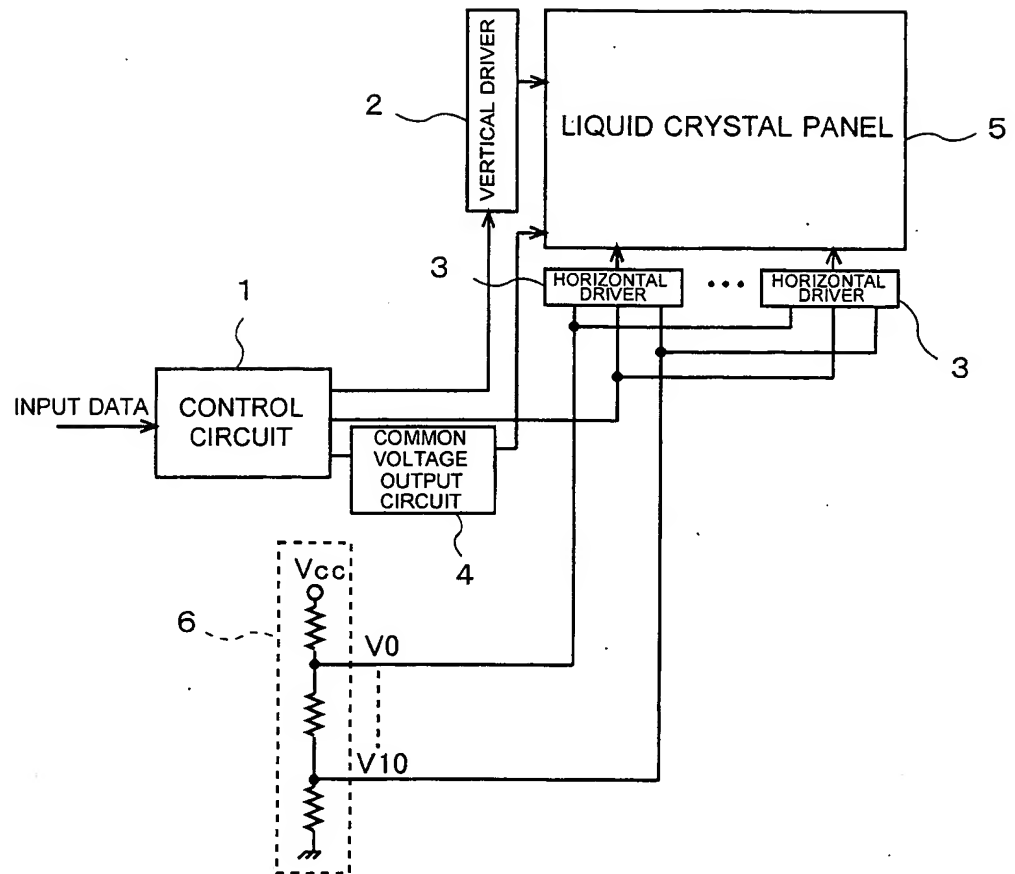 2
VERTICAL DRIVER
LIQUID CRYSTAL PANEL
5
3
HORIZONTAL
DRIVER
HORIZONTAL
DRIVER
3
1
INPUT DATA
CONTROL
CIRCUIT
COMMON
VOLTAGE
OUTPUT
CIRCUIT
4
Vcc
6
V0
V10